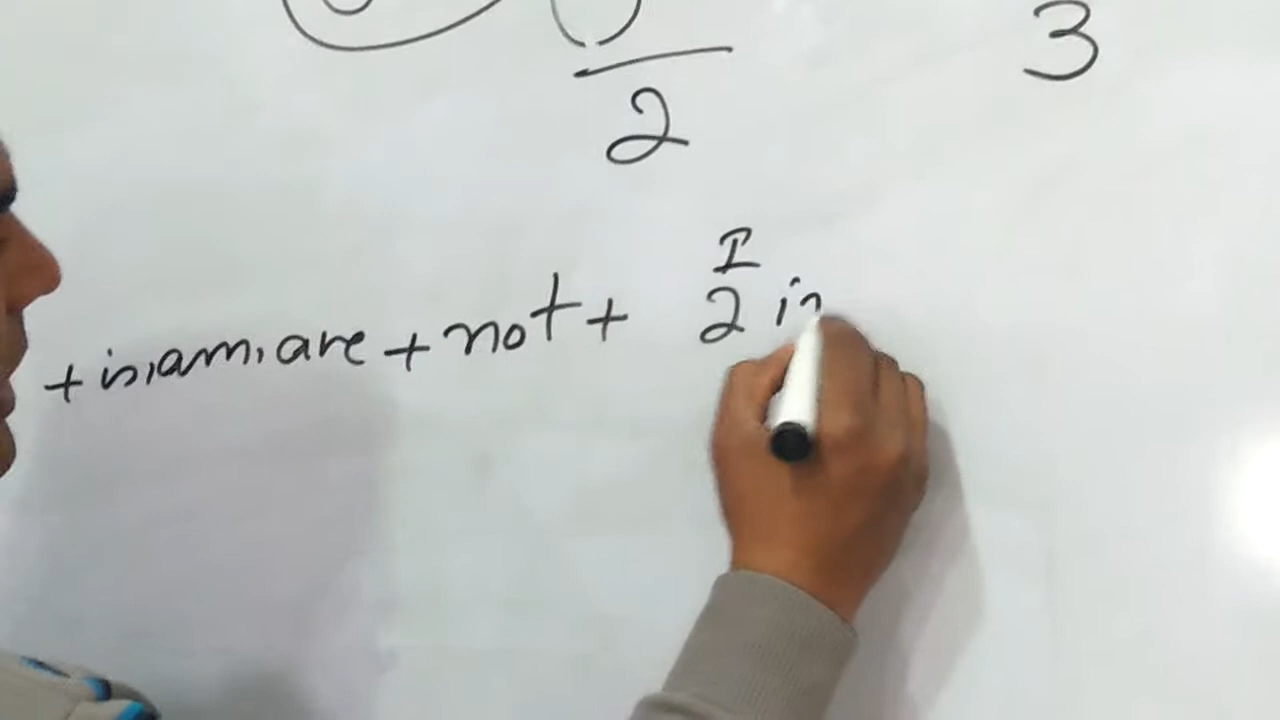 2 3
I
+ is, am, are + not + 2 in